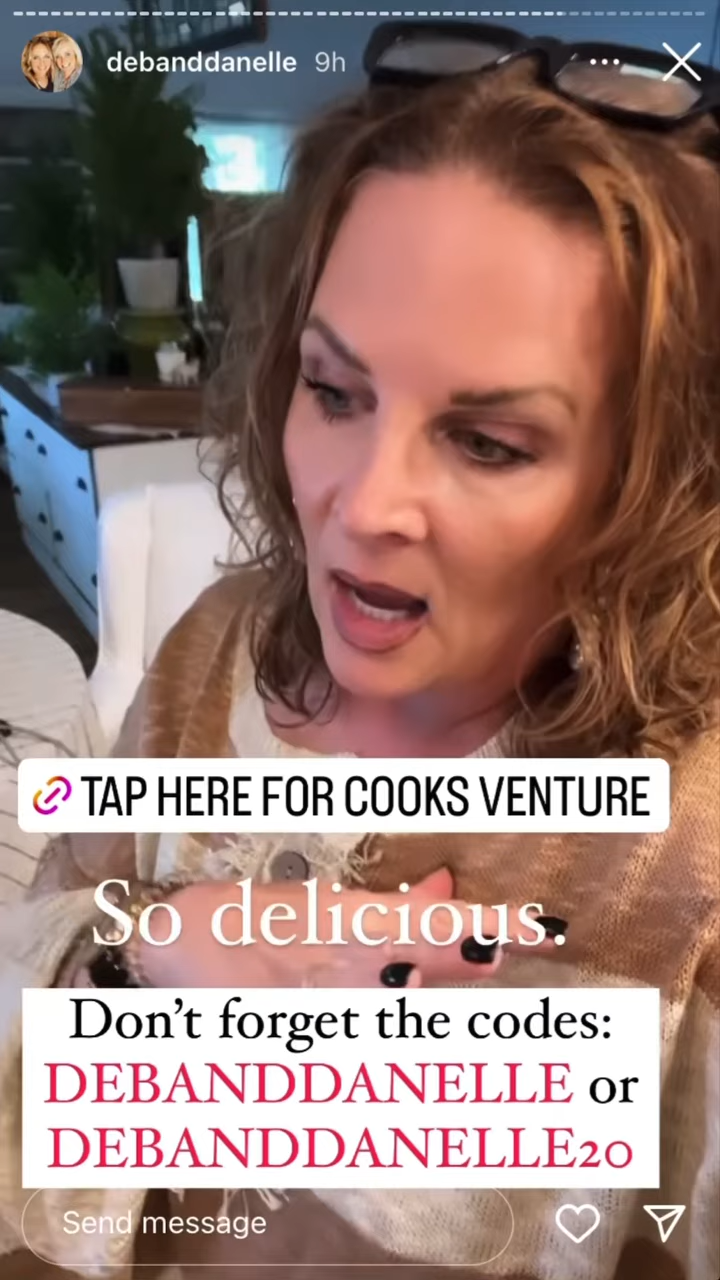 debanddanelle 9h
TAP HERE FOR COOKS VENTURE
So delicious.
Don't forget the codes:
DEBANDDANELLE or
DEBANDDANELLE20
Send message